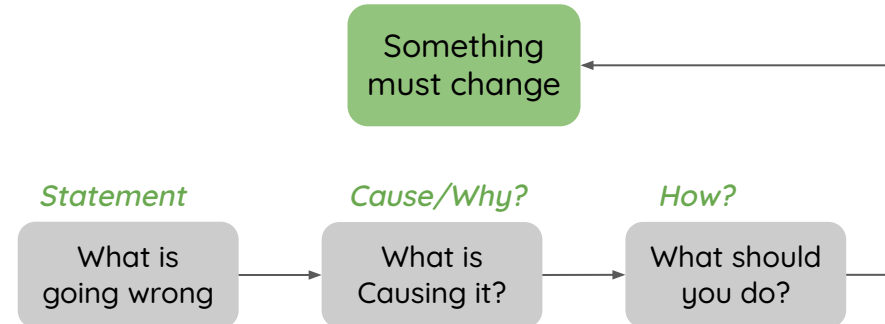 Something
must change
Statement
Cause/Why?
How?
What is
going wrong
What is
Causing it?
What should
you do?